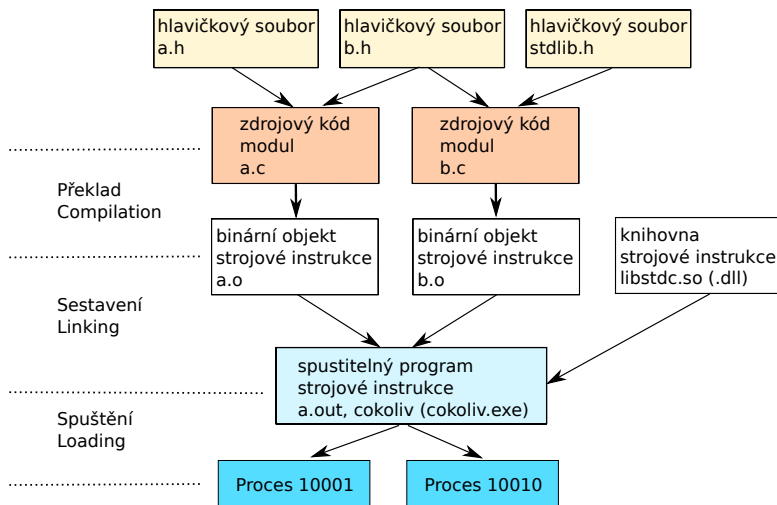 hlavičkový soubor
a.h
hlavičkový soubor
b.h
hlavičkový soubor
stdlib.h
zdrojový kód
modul
a.c
zdrojový kód
modul
b.c
Překlad
Compilation
binární objekt
strojové instrukce
a.o
binární objekt
strojové instrukce
b.o
knihovna
strojové instrukce
libstdc.so (.dll)
Sestavení
Linking
spustitelný program
strojové instrukce
a.out, cokoliv (cokoliv.exe)
Spuštění
Loading
Proces 10001
Proces 10010